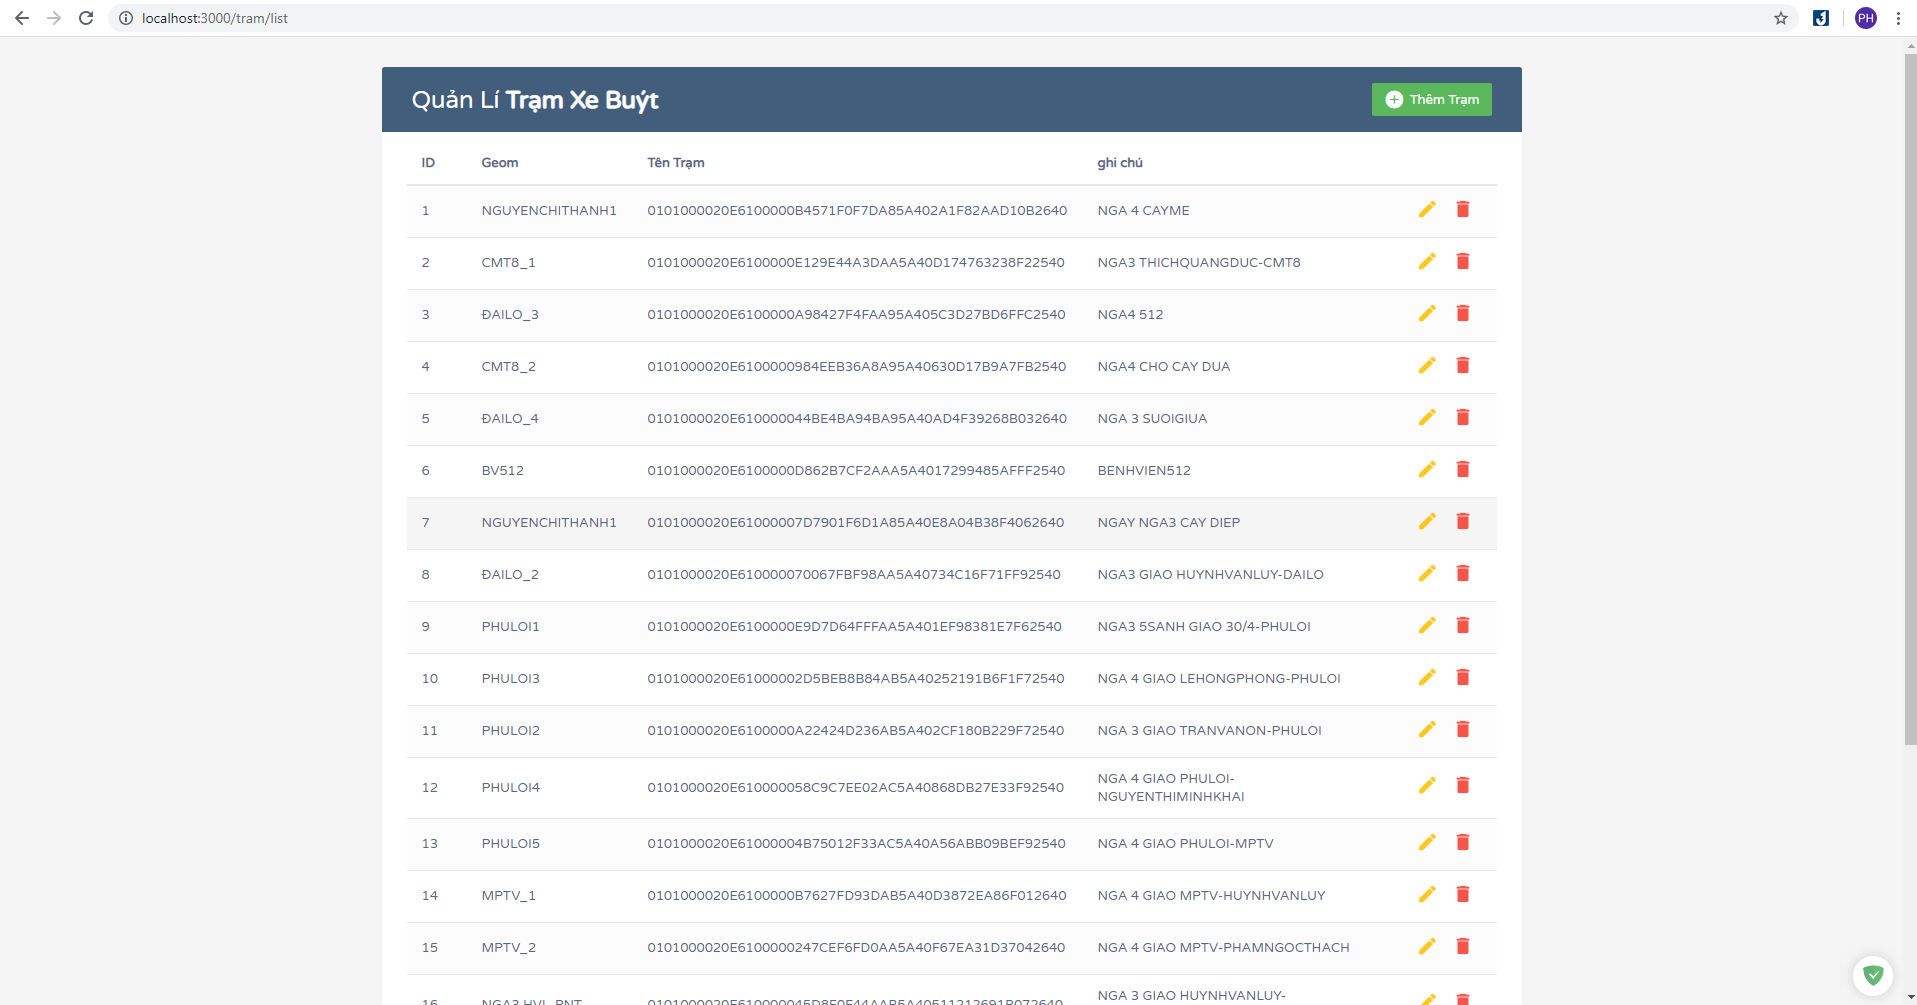 localhost:3000/tram/list
PH
Quản Lí Trạm Xe Buýt
Thêm Trạm
ID Geom Tên Trạm ghi chú
1 NGUYENCHITHANH1 0101000020E6100000B4571F0F7DA85A402A1F82AAD10B2640 NGA 4 CAYME
2 CMT8_1 0101000020E6100000E129E44A3DAA5A40D174763238F22540 NGA3 THICHQUANGDUC-CMT8
3 ĐAILO_3 0101000020E6100000A98427F4FAA95A405C3D27BD6FFC2540 NGA4 512
4 CMT8_2 0101000020E6100000984EEB36A8A95A40630D17B9A7FB2540 NGA4 CHO CAY DUA
5 ĐAILO_4 0101000020E610000044BE4BA94BA95A40AD4F39268B032640 NGA 3 SUOIGIUA
6 BV512 0101000020E6100000D862B7CF2AAA5A4017299485AFFF2540 BENHVIEN512
7 NGUYENCHITHANH1 0101000020E61000007D7901F6D1A85A40E8A04B38F4062640 NGAY NGA3 CAY DIEP
8 ĐAILO_2 0101000020E610000070067FBF98AA5A40734C16F71FF92540 NGA3 GIAO HUYNHVANLUY-DAILO
9 PHULOI1 0101000020E6100000E9D7D64FFFAA5A401EF98381E7F62540 NGA3 5SANH GIAO 30/4-PHULOI
10 PHULOI3 0101000020E61000002D5BEB8B84AB5A40252191B6F1F72540 NGA 4 GIAO LEHONGPHONG-PHULOI
11 PHULOI2 0101000020E6100000A22424D236AB5A402CF180B229F72540 NGA 3 GIAO TRANVANON-PHULOI
12 PHULOI4 0101000020E610000058C9C7EE02AC5A40868DB27E33F92540 NGA 4 GIAO PHULOI-
NGUYENTHIMINHKHAI
13 PHULOI5 0101000020E61000004B75012F33AC5A40A56ABB09BEF92540 NGA 4 GIAO PHULOI-MPTV
14 MPTV_1 0101000020E6100000B7627FD93DAB5A40D3872EA86F012640 NGA 4 GIAO MPTV-HUYNHVANLUY
15 MPTV_2 0101000020E6100000247CEF6FD0AA5A40F67EA31D37042640 NGA 4 GIAO MPTV-PHAMNGOCTHACH
16 NGA3 HVL-PNT NGA 3 GIAO HUYNHVANLUY-